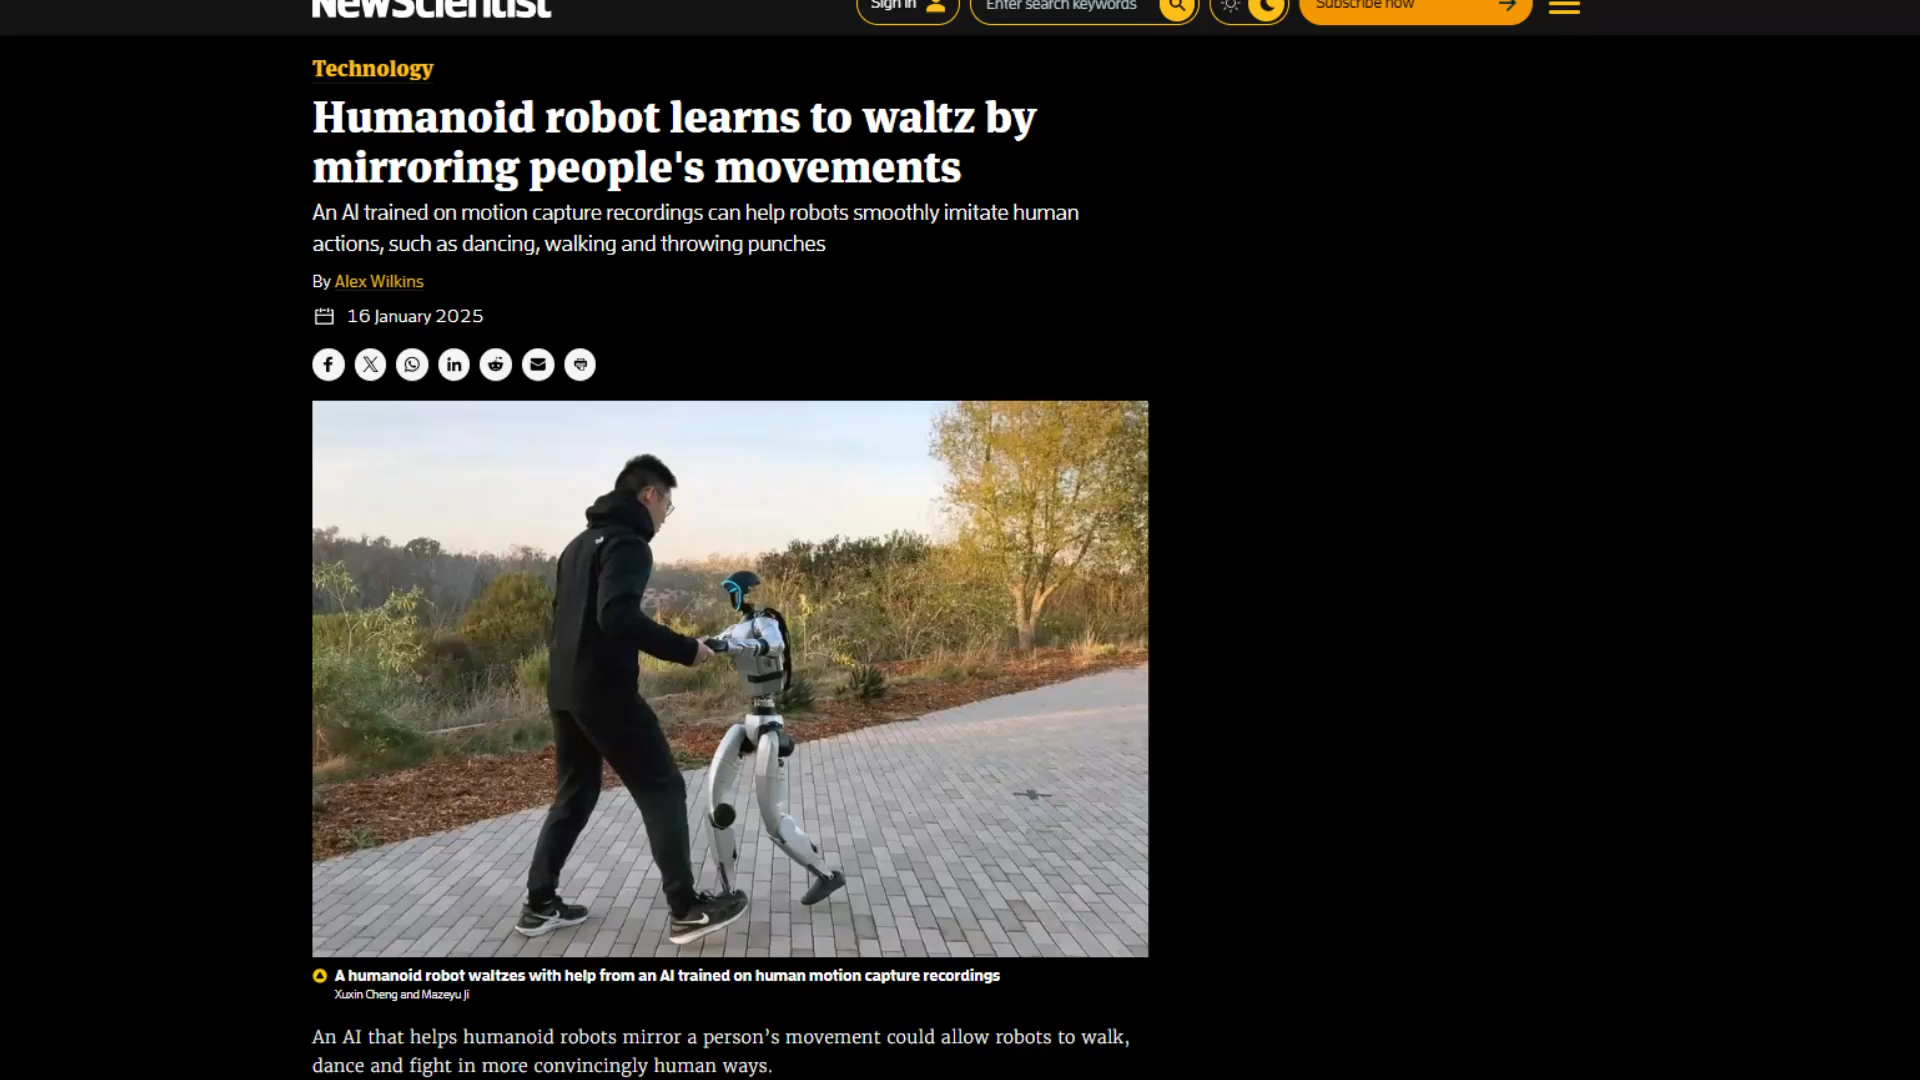 NewScientist
Sign in
Enter search keywords
Subscribe now
Technology
Humanoid robot learns to waltz by
mirroring people's movements
An AI trained on motion capture recordings can help robots smoothly imitate human
actions, such as dancing, walking and throwing punches
By Alex Wilkins
16 January 2025
A humanoid robot waltzes with help from an AI trained on human motion capture recordings
Xuxin Cheng and Mazeyu Ji
An AI that helps humanoid robots mirror a person’s movement could allow robots to walk,
dance and fight in more convincingly human ways.